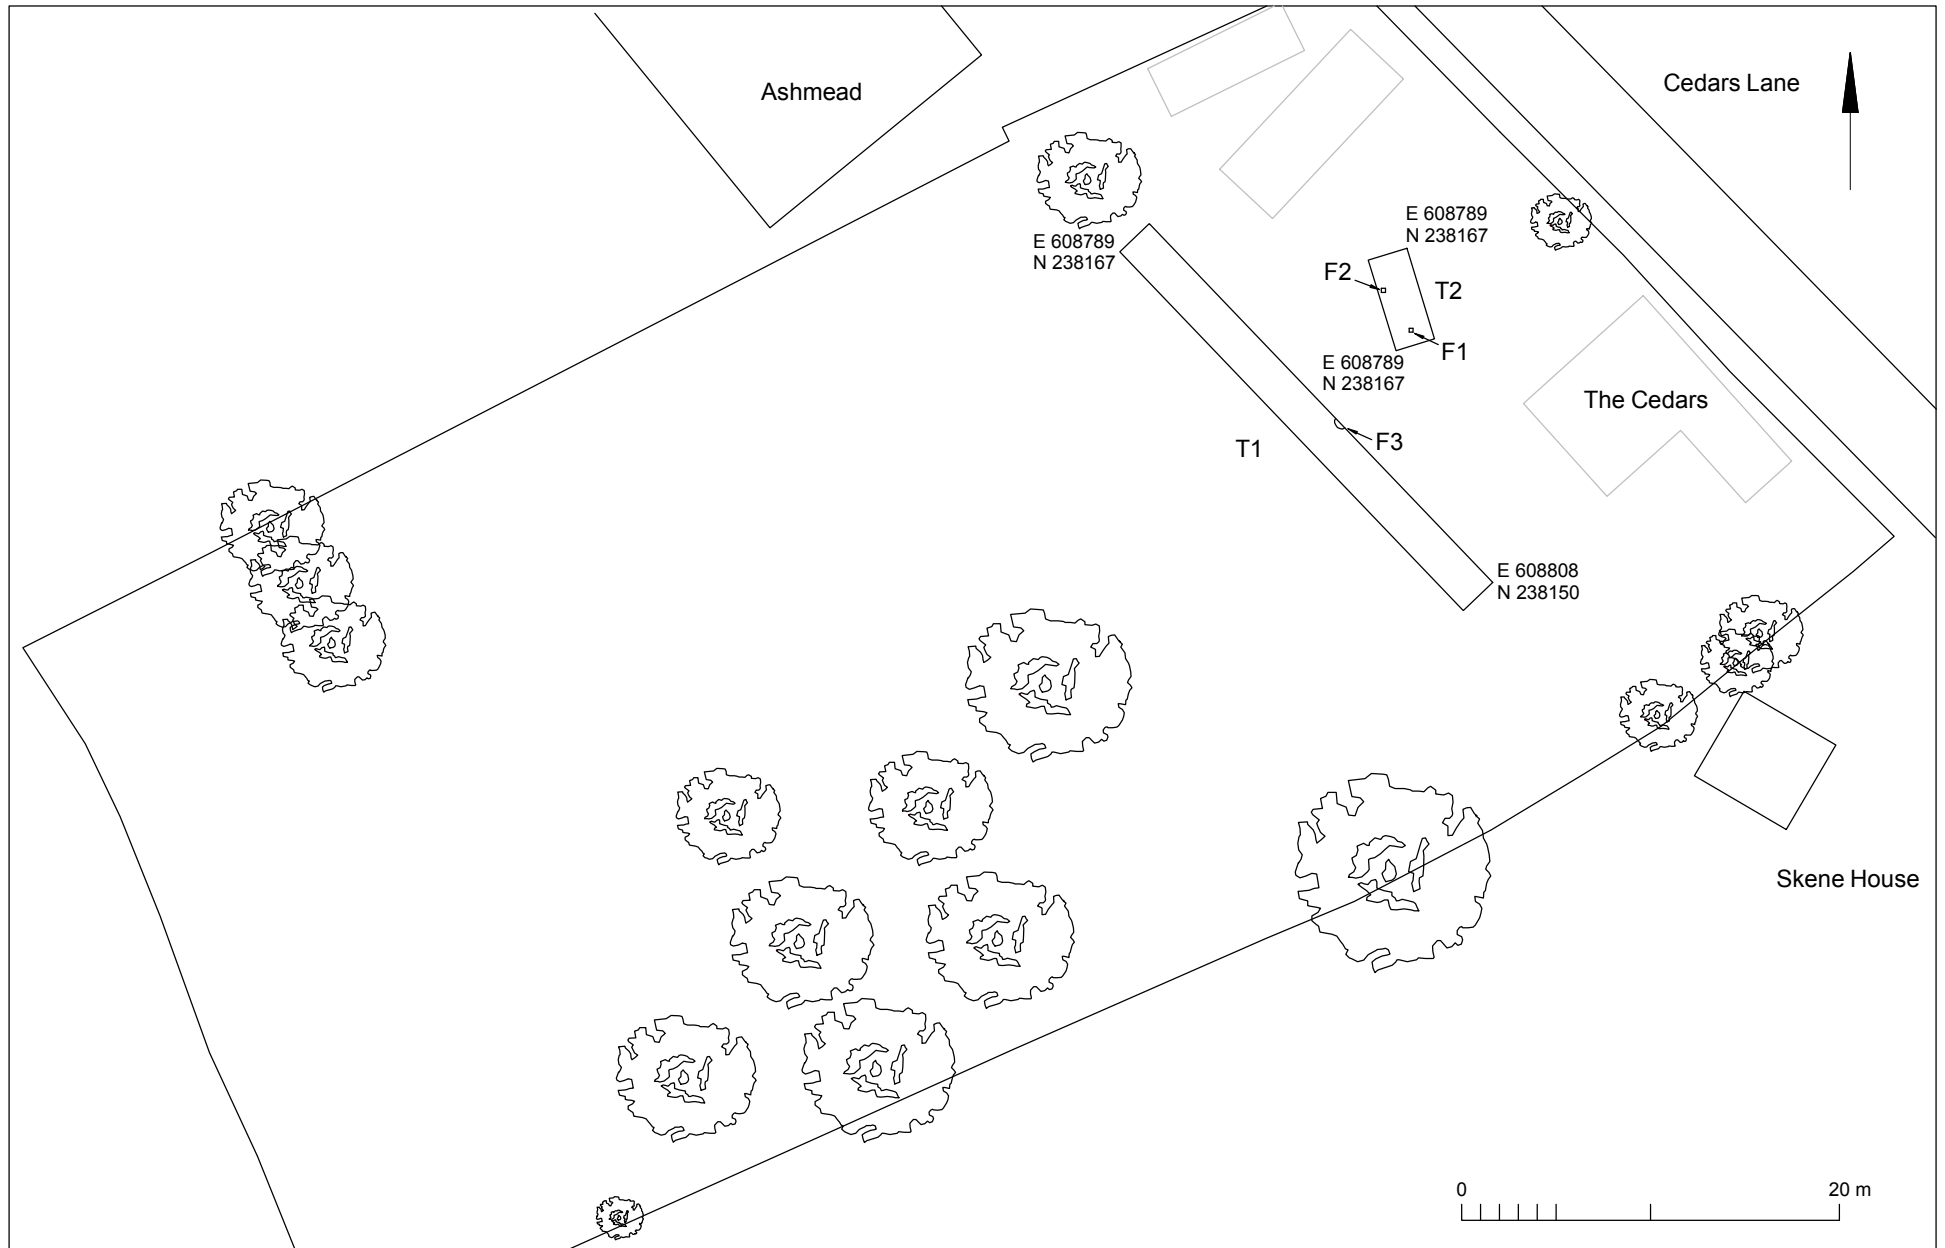 Ashmead
Cedars Lane
E 608789
N 238167
E 608789
N 238167
F2
T2
F1
E 608789
N 238167
The Cedars
F3
T1
E 608808
N 238150
Skene House
0
20 m